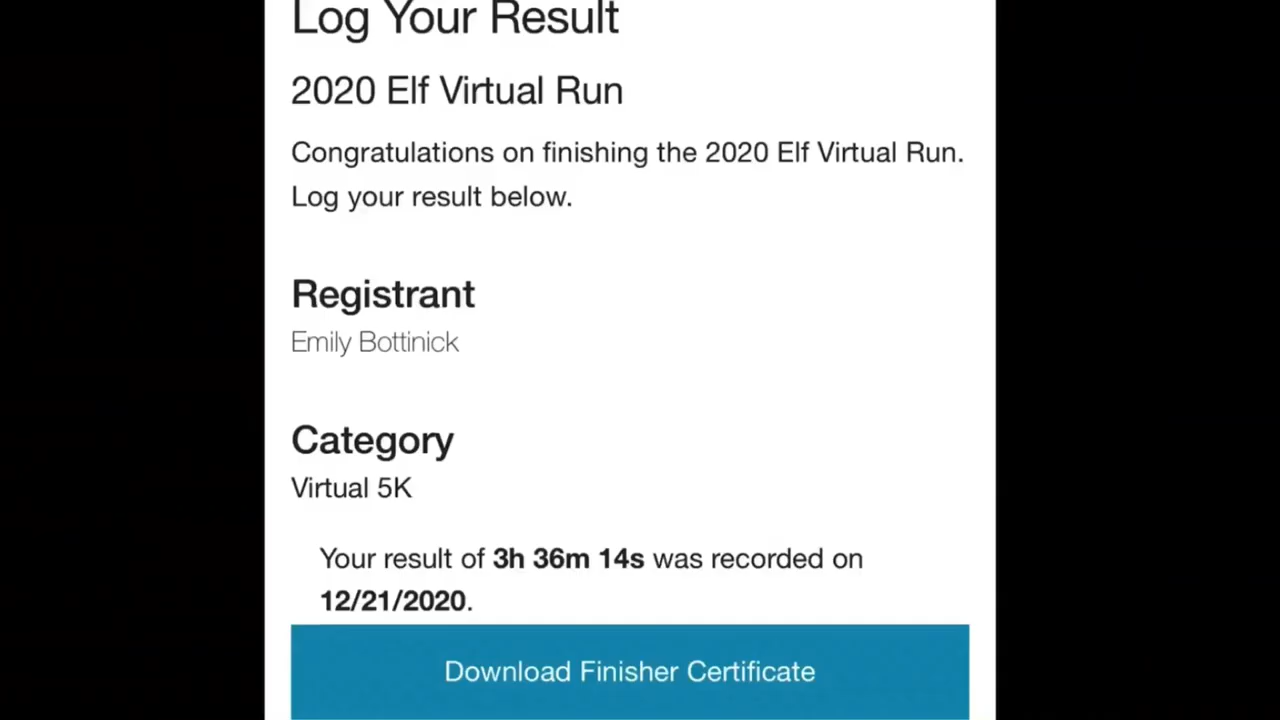 Log Your Result
2020 Elf Virtual Run
Congratulations on finishing the 2020 Elf Virtual Run.
Log your result below.
Registrant
Emily Bottinick
Category
Virtual 5K
Your result of 3h 36m 14s was recorded on
12/21/2020.
Download Finisher Certificate